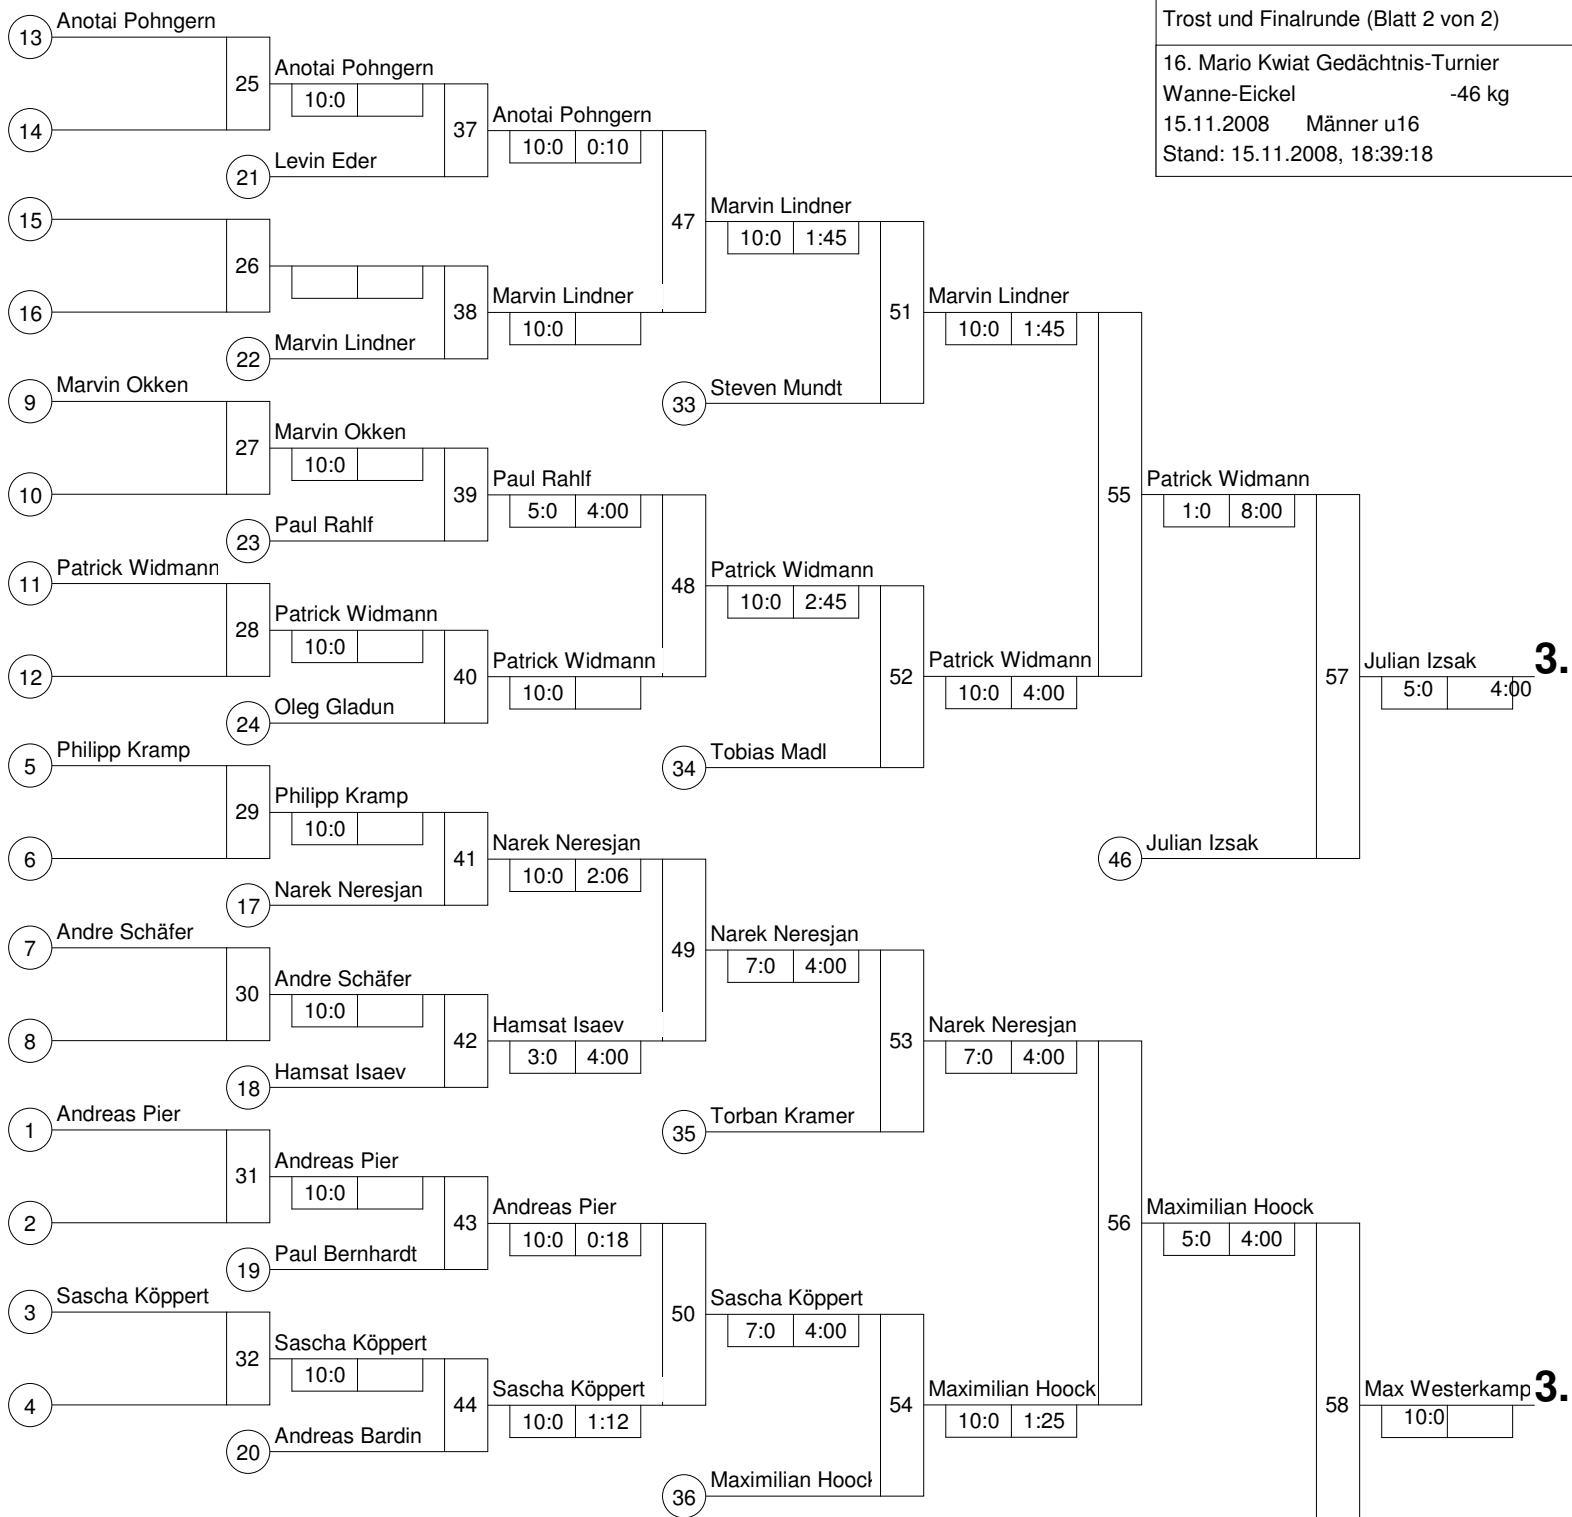 Trost und Finalrunde (Blatt 2 von 2)
16. Mario Kwiat Gedächtnis-Turnier
Wanne-Eickel -46 kg
15.11.2008 Männer u16
Stand: 15.11.2008, 18:39:18
13 Anotai Pohngern
25 Anotai Pohngern
10:0
14
37 Anotai Pohngern
10:0 0:10
21 Levin Eder
15
47 Marvin Lindner
10:0 1:45
26
16
38 Marvin Lindner
10:0
22 Marvin Lindner
51 Marvin Lindner
10:0 1:45
33 Steven Mundt
9 Marvin Okken
27 Marvin Okken
10:0
10
39 Paul Rahlf
5:0 4:00
23 Paul Rahlf
55 Patrick Widmann
1:0 8:00
11 Patrick Widmann
48 Patrick Widmann
10:0 2:45
28 Patrick Widmann
10:0
12
40 Patrick Widmann
10:0
24 Oleg Gladun
52 Patrick Widmann
10:0 4:00
57 Julian Izsak 3.
5:0 4:00
34 Tobias Madl
5 Philipp Kramp
29 Philipp Kramp
10:0
6
41 Narek Neresjan
10:0 2:06
46 Julian Izsak
17 Narek Neresjan
7 Andre Schäfer
49 Narek Neresjan
7:0 4:00
30 Andre Schäfer
10:0
8
42 Hamsat Isaev
3:0 4:00
18 Hamsat Isaev
53 Narek Neresjan
7:0 4:00
35 Torban Kramer
1 Andreas Pier
31 Andreas Pier
10:0
2
43 Andreas Pier
10:0 0:18
19 Paul Bernhardt
56 Maximilian Hoock
5:0 4:00
3 Sascha Köppert
50 Sascha Köppert
7:0 4:00
32 Sascha Köppert
10:0
4
44 Sascha Köppert
10:0 1:12
20 Andreas Bardin
54 Maximilian Hoock
10:0 1:25
58 Max Westerkamp 3.
10:0
36 Maximilian Hoock